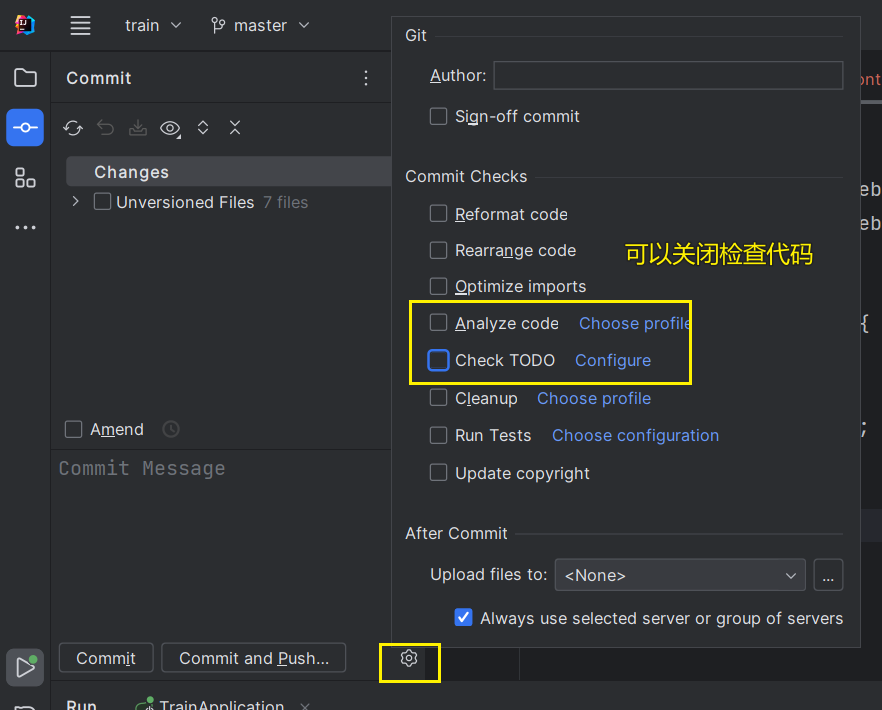 train
master
Commit
Changes
Unversioned Files 7 files
Amend
Commit Message
Commit
Commit and Push...
Run
TrainApplication
Git
Author:
Sign-off commit
Commit Checks
Reformat code
Rearrange code
可以关闭检查代码
Optimize imports
Analyze code Choose profile
Check TODO Configure
Cleanup Choose profile
Run Tests Choose configuration
Update copyright
After Commit
Upload files to: <None> ...
Always use selected server or group of servers
ont
eb
eb
{
;